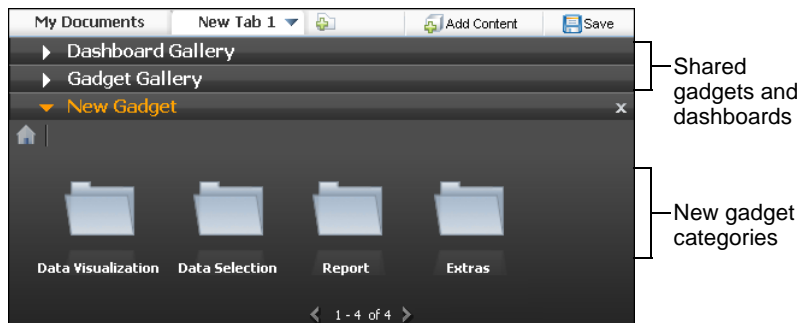 My Documents New Tab 1 Add Content Save
Dashboard Gallery
Gadget Gallery
New Gadget x
Shared
gadgets and
dashboards
Data Visualization Data Selection Report Extras
New gadget
categories
1 - 4 of 4